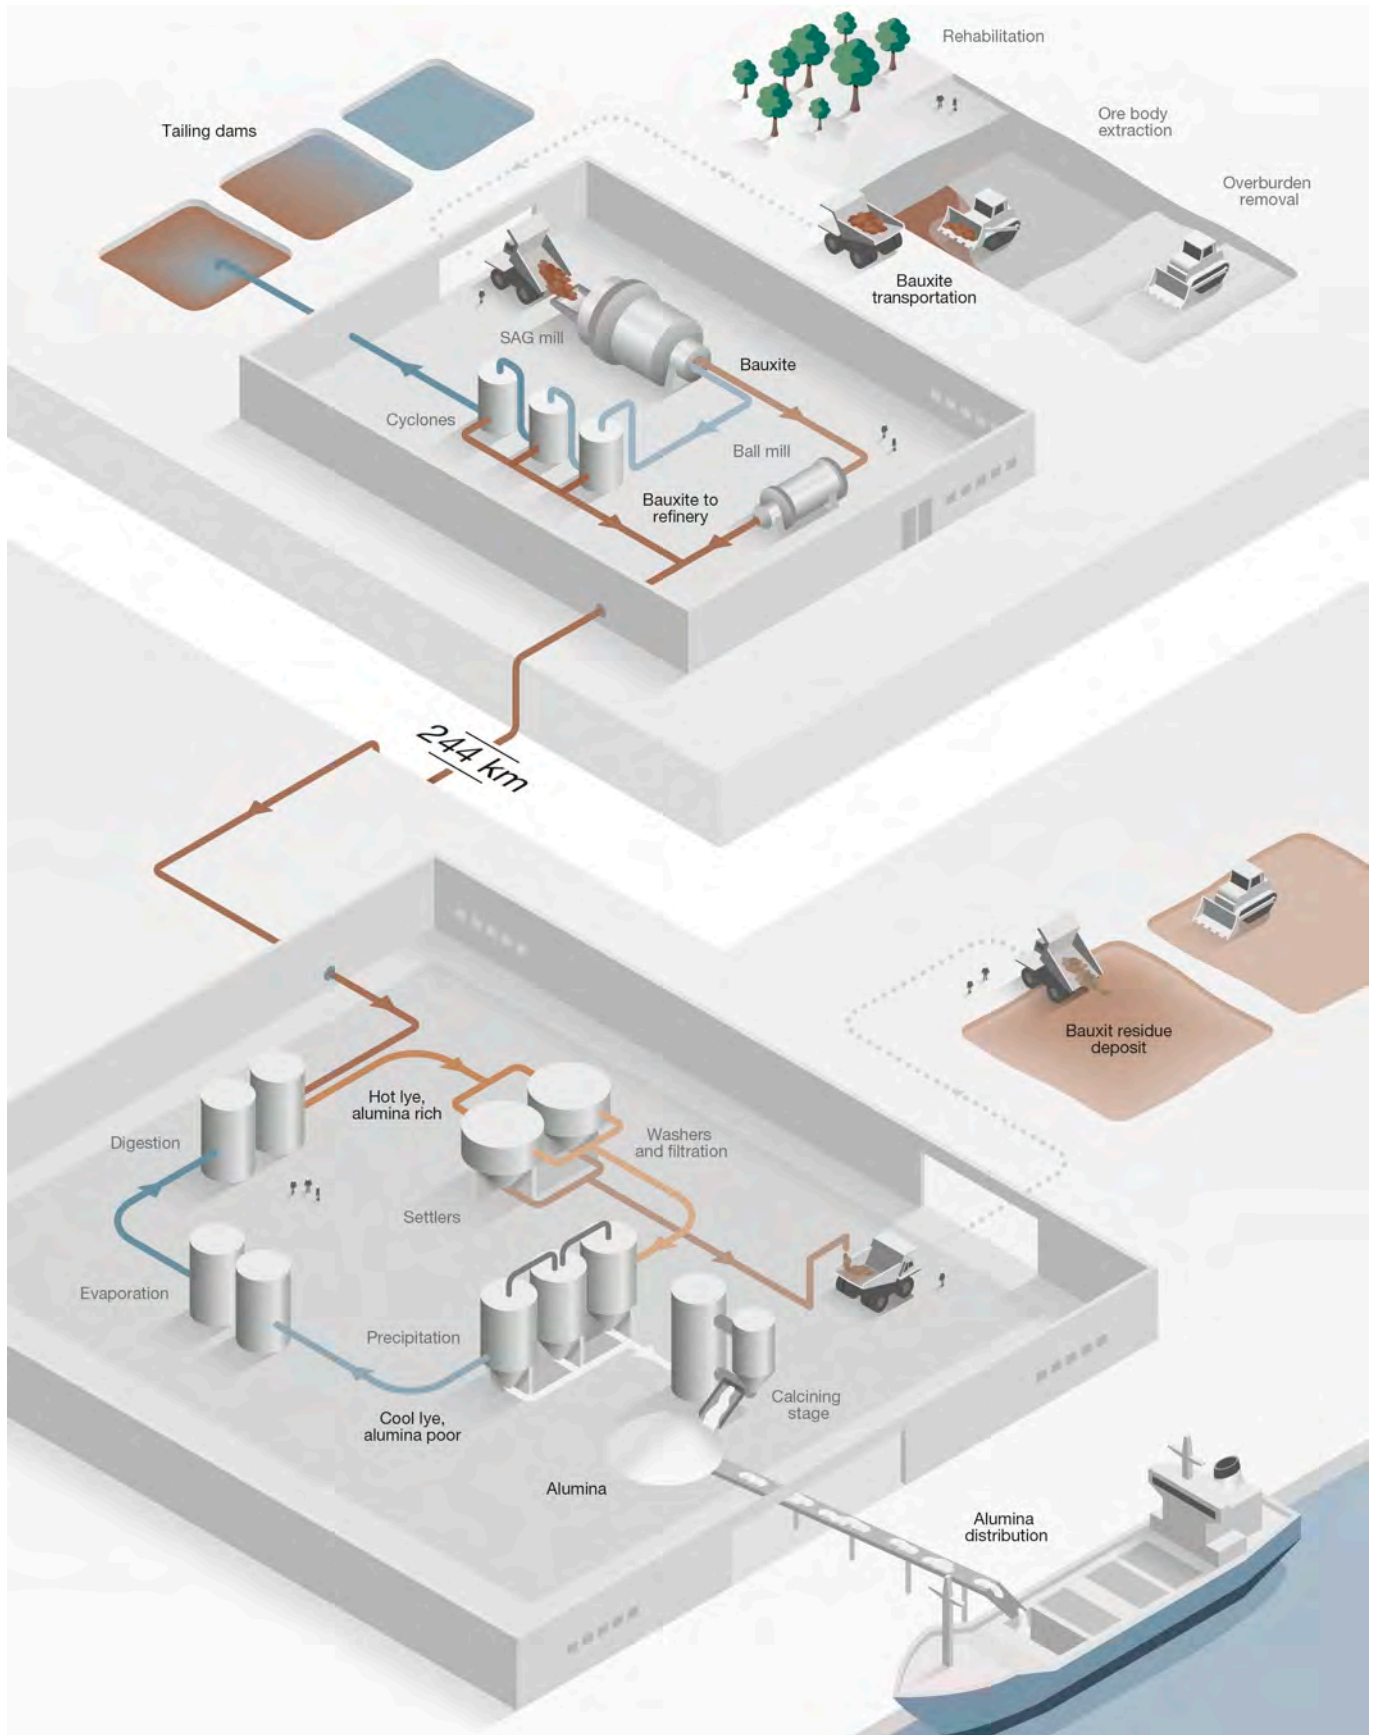 Rehabilitation
Ore body
extraction
Tailing dams
Overburden
removal
Bauxite
transportation
SAG mill
Bauxite
Cyclones
Ball mill
Bauxite to
refinery
244 km
Bauxit residue
deposit
Hot lye,
alumina rich
Digestion
Washers
and filtration
Settlers
Evaporation
Precipitation
Calcining
stage
Cool lye,
alumina poor
Alumina
Alumina
distribution